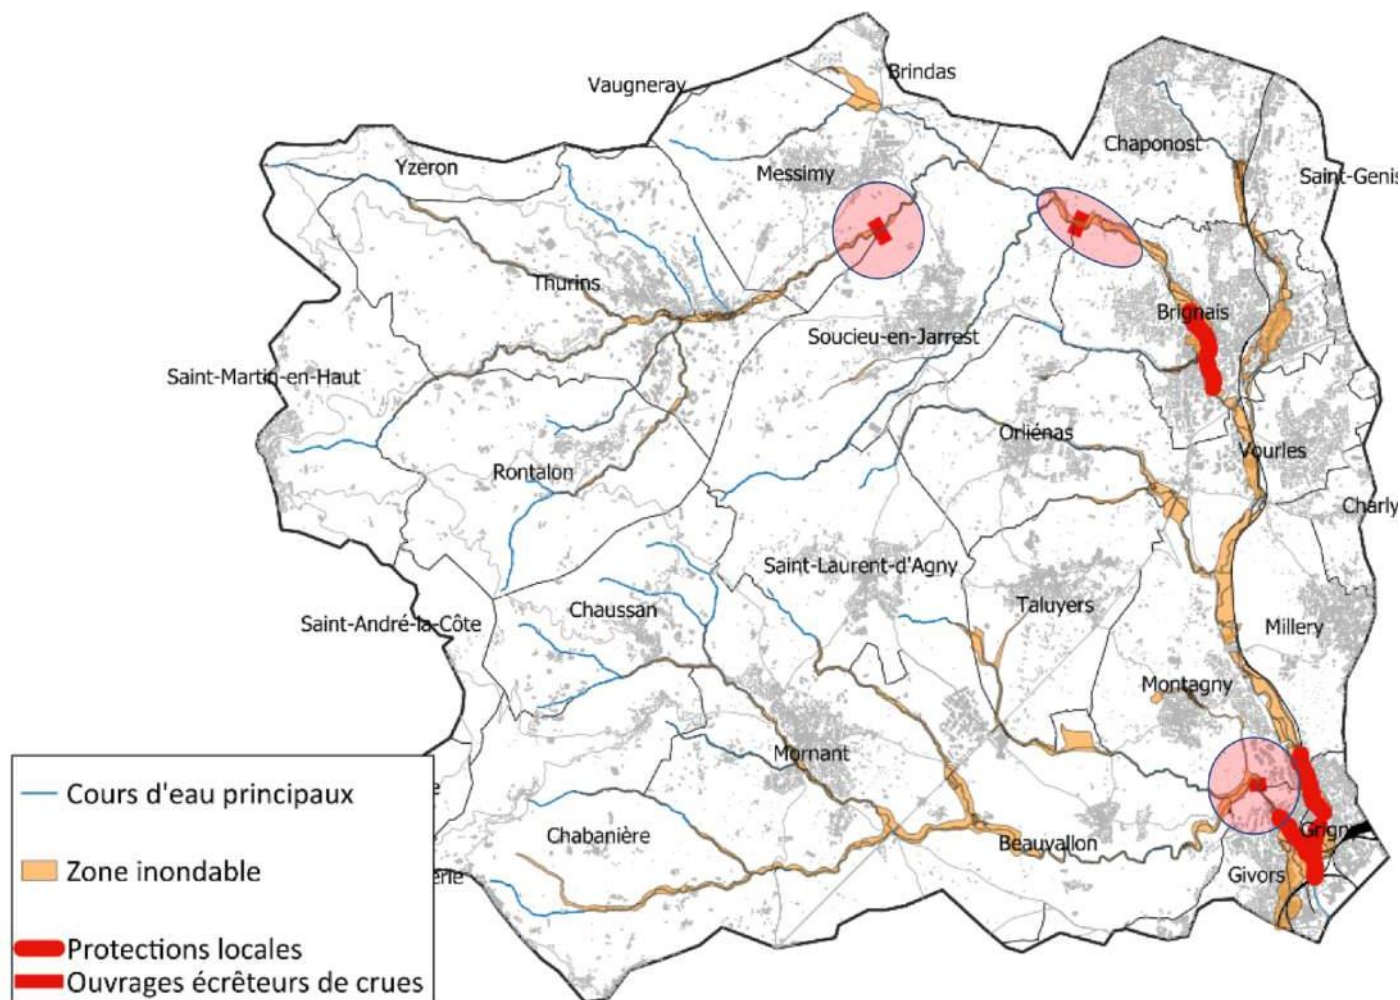 Brindas
Vaugneray
Chaponost
Yzeron
Messimy
Saint-Genis
Thurins
Brignais
Soucieu-en-Jarrest
Saint-Martin-en-Haut
Orliénas
Vourles
Rontalon
Charly
Saint-Laurent-d'Agny
Chaussan
Taluyers
Saint-André-la-Côte
Millery
Montagny
Mornant
Chabanière
Beauvallon
Grign
Givors
Cours d'eau principaux
Zone inondable
Protections locales
Ouvrages écrêteurs de crues